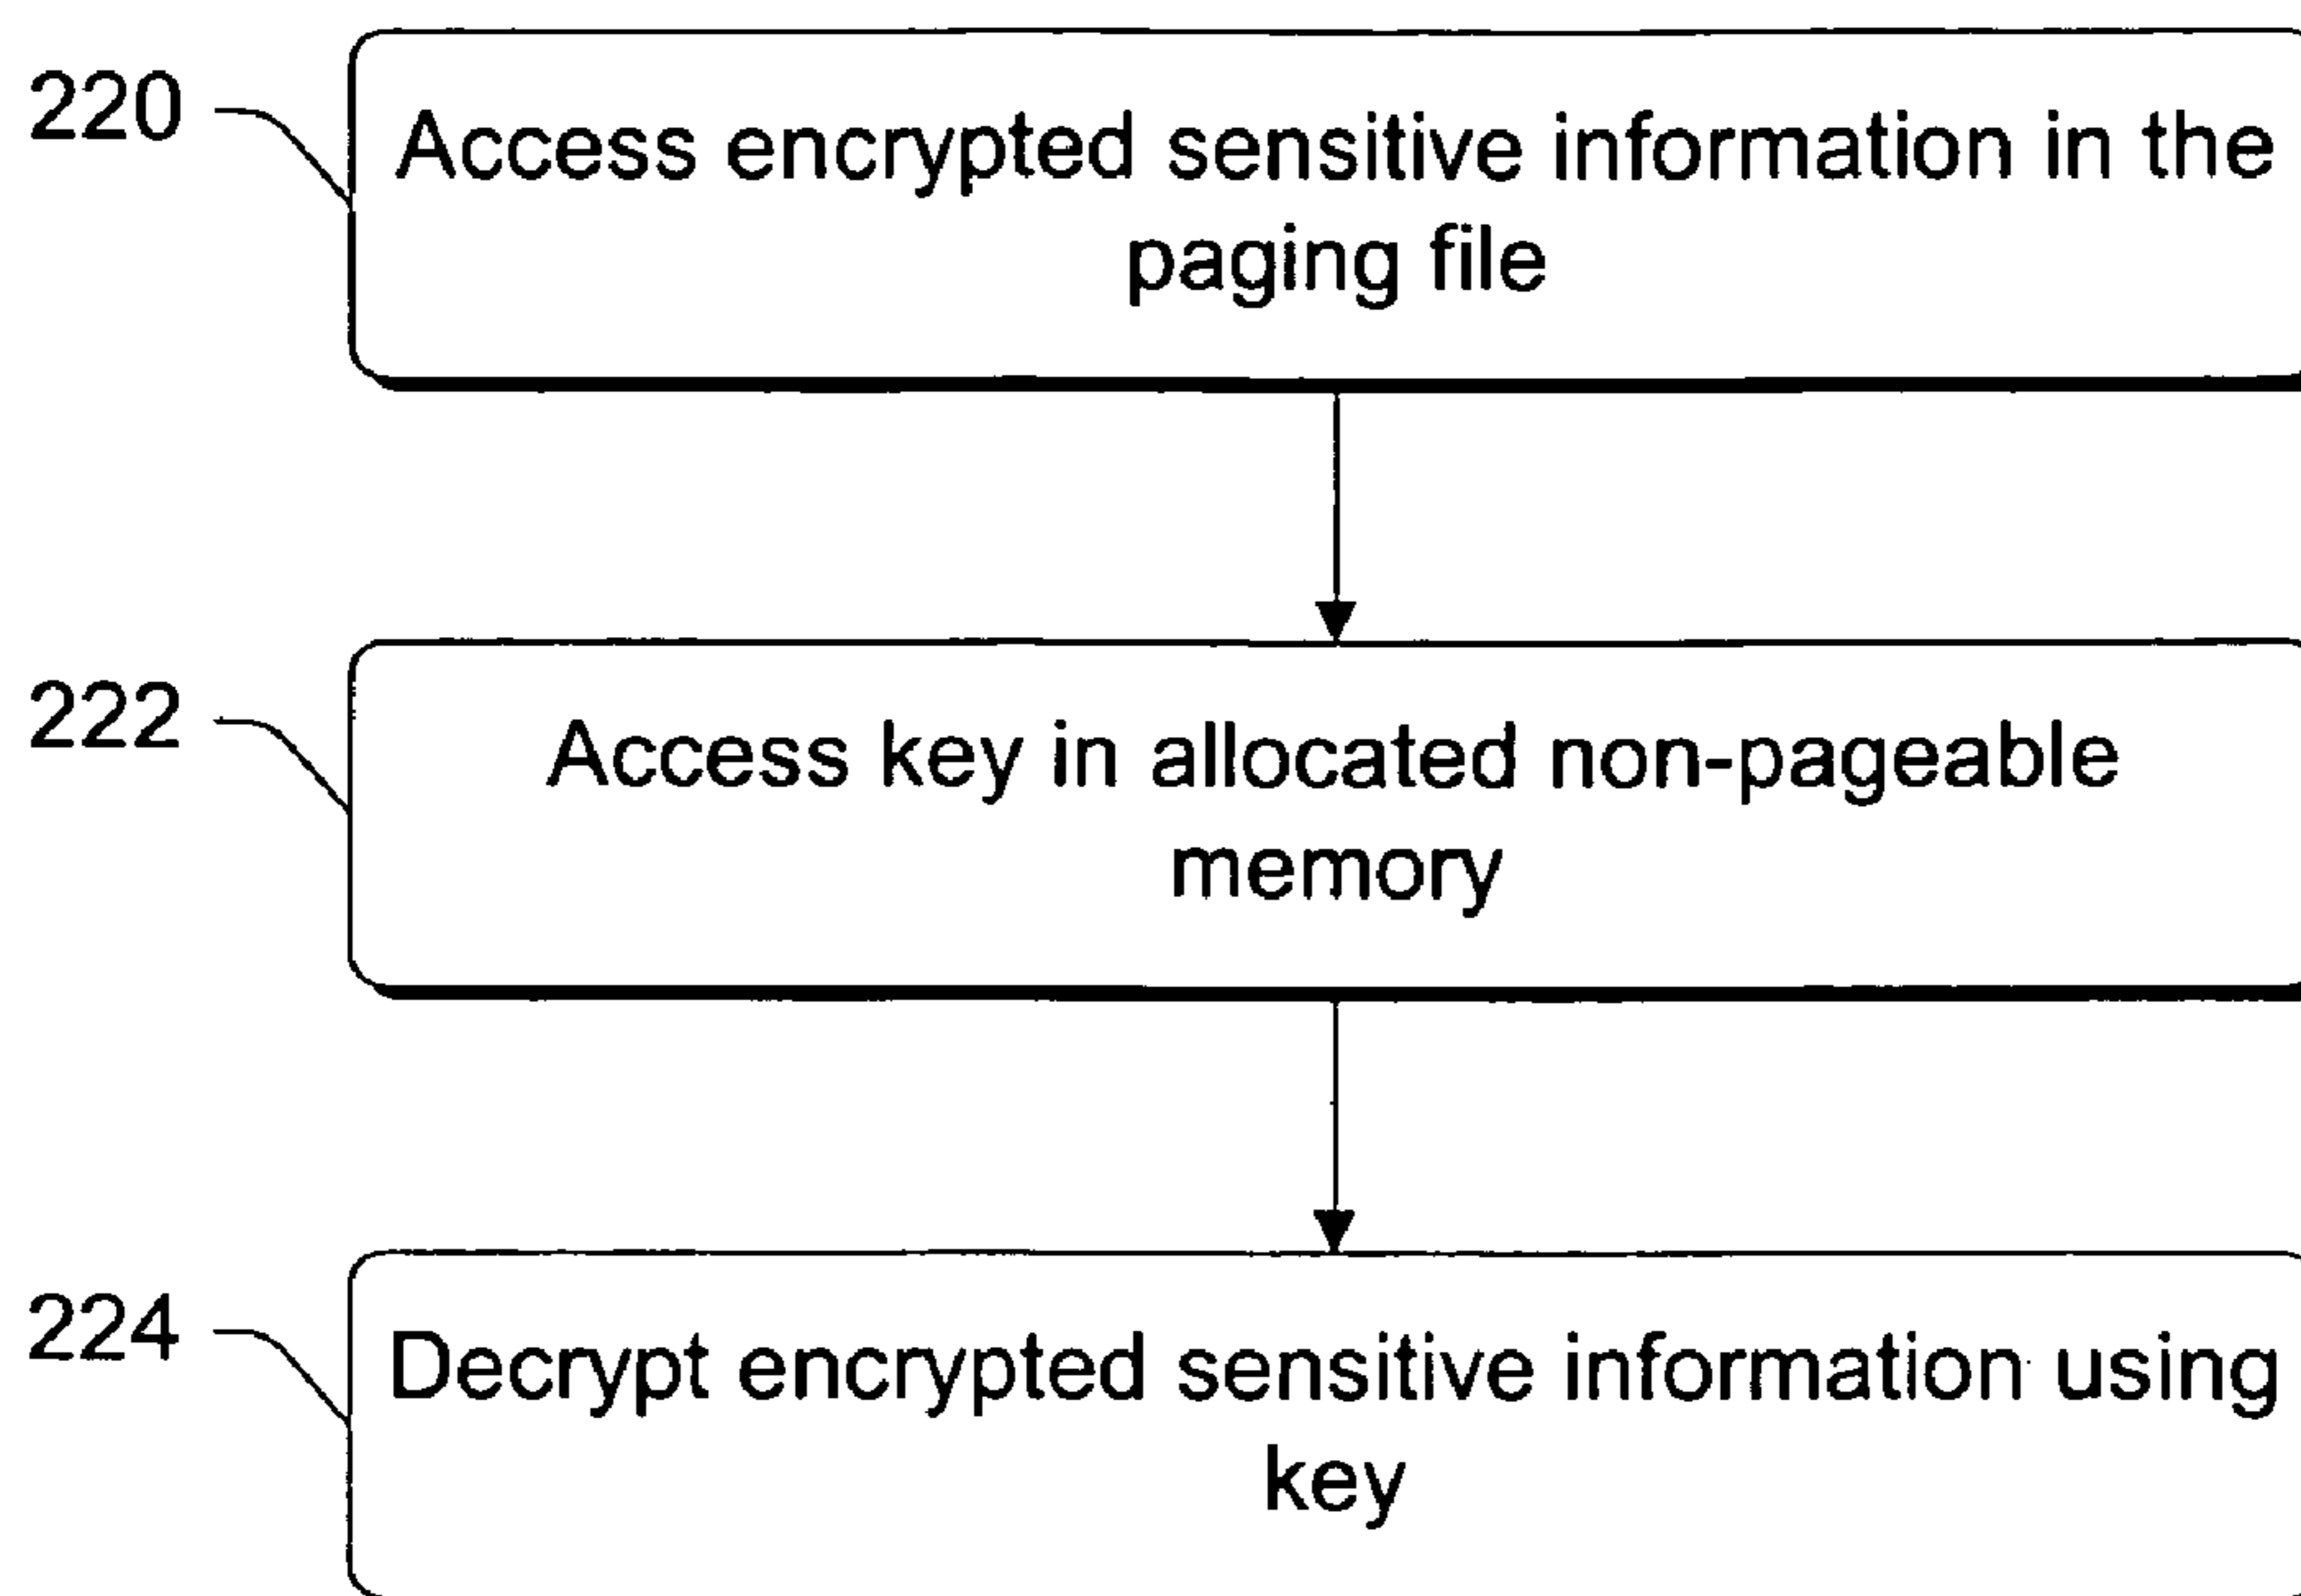 220
Access encrypted sensitive information in the
paging file
222
Access key in allocated non-pageable
memory
224
Decrypt encrypted sensitive information using
key